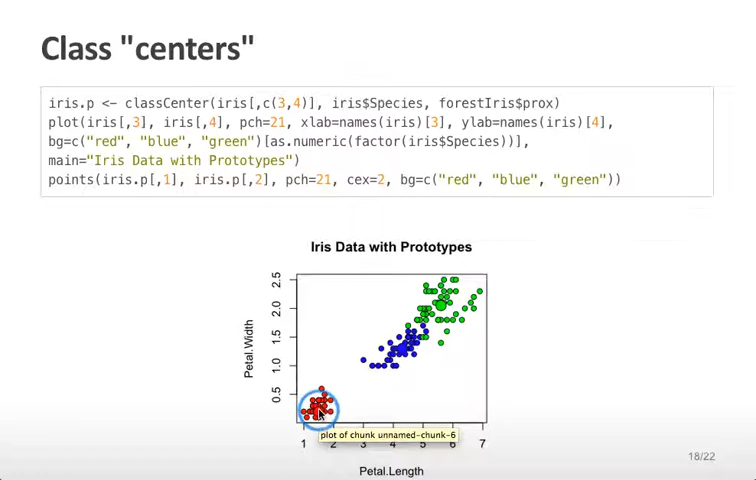 Class "centers"
iris.p <- classCenter(iris[,c(3,4)], iris$Species, forestIris$prox)
plot(iris[,3], iris[,4], pch=21, xlab=names(iris)[3], ylab=names(iris)[4],
bg=c("red", "blue", "green")[as.numeric(factor(iris$Species))],
main="Iris Data with Prototypes")
points(iris.p[,1], iris.p[,2], pch=21, cex=2, bg=c("red", "blue", "green"))
Iris Data with Prototypes
Petal.Width
2.5
2.0
1.5
1.0
0.5
plot of chunk unnamed-chunk-6
1 2 3 4 5 6 7
Petal.Length
18/22